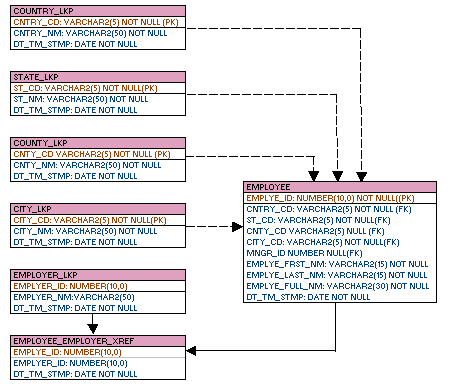 COUNTRY_LKP
CNTRY_CD: VARCHAR2(5) NOT NULL(PK)
CNTRY_NM: VARCHAR2(50) NOT NULL
DT_TM_STMP: DATE NOT NULL
STATE_LKP
ST_CD: VARCHAR2(5) NOT NULL(PK)
ST_NM: VARCHAR2(50) NOT NULL
DT_TM_STMP: DATE NOT NULL
COUNTY_LKP
CNTY_CD VARCHAR2(5) NOT NULL (PK)
CNTY_NM: VARCHAR2(50) NOT NULL
DT_TM_STMP: DATE NOT NULL
CITY_LKP
CITY_CD: VARCHAR2(5) NOT NULL(PK)
CITY_NM: VARCHAR2(50) NOT NULL
DT_TM_STMP: DATE NOT NULL
EMPLOYEE
EMPLYE_ID: NUMBER(10,0) NOT NULL((PK)
CNTRY_CD: VARCHAR2(5) NOT NULL (FK)
ST_CD: VARCHAR2(5) NOT NULL(FK)
CNTY_CD VARCHAR2(5) NULL (FK)
CITY_CD: VARCHAR2(5) NOT NULL(FK)
MNGR_ID NUMBER NULL(FK)
EMPLYE_FRST_NM: VARCHAR2(15) NOT NULL
EMPLYE_LAST_NM: VARCHAR2(15) NOT NULL
EMPLYE_FULL_NM: VARCHAR2(30) NOT NULL
DT_TM_STMP: DATE NOT NULL
EMPLOYER_LKP
EMPLYER_ID: NUMBER(10,0)
EMPLYER_NM:VARCHAR2(50)
DT_TM_STMP: DATE NOT NULL
EMPLOYEE_EMPLOYER_XREF
EMPLYE_ID: NUMBER(10,0)
EMPLYER_ID: NUMBER(10,0)
DT_TM_STMP: DATE NOT NULL